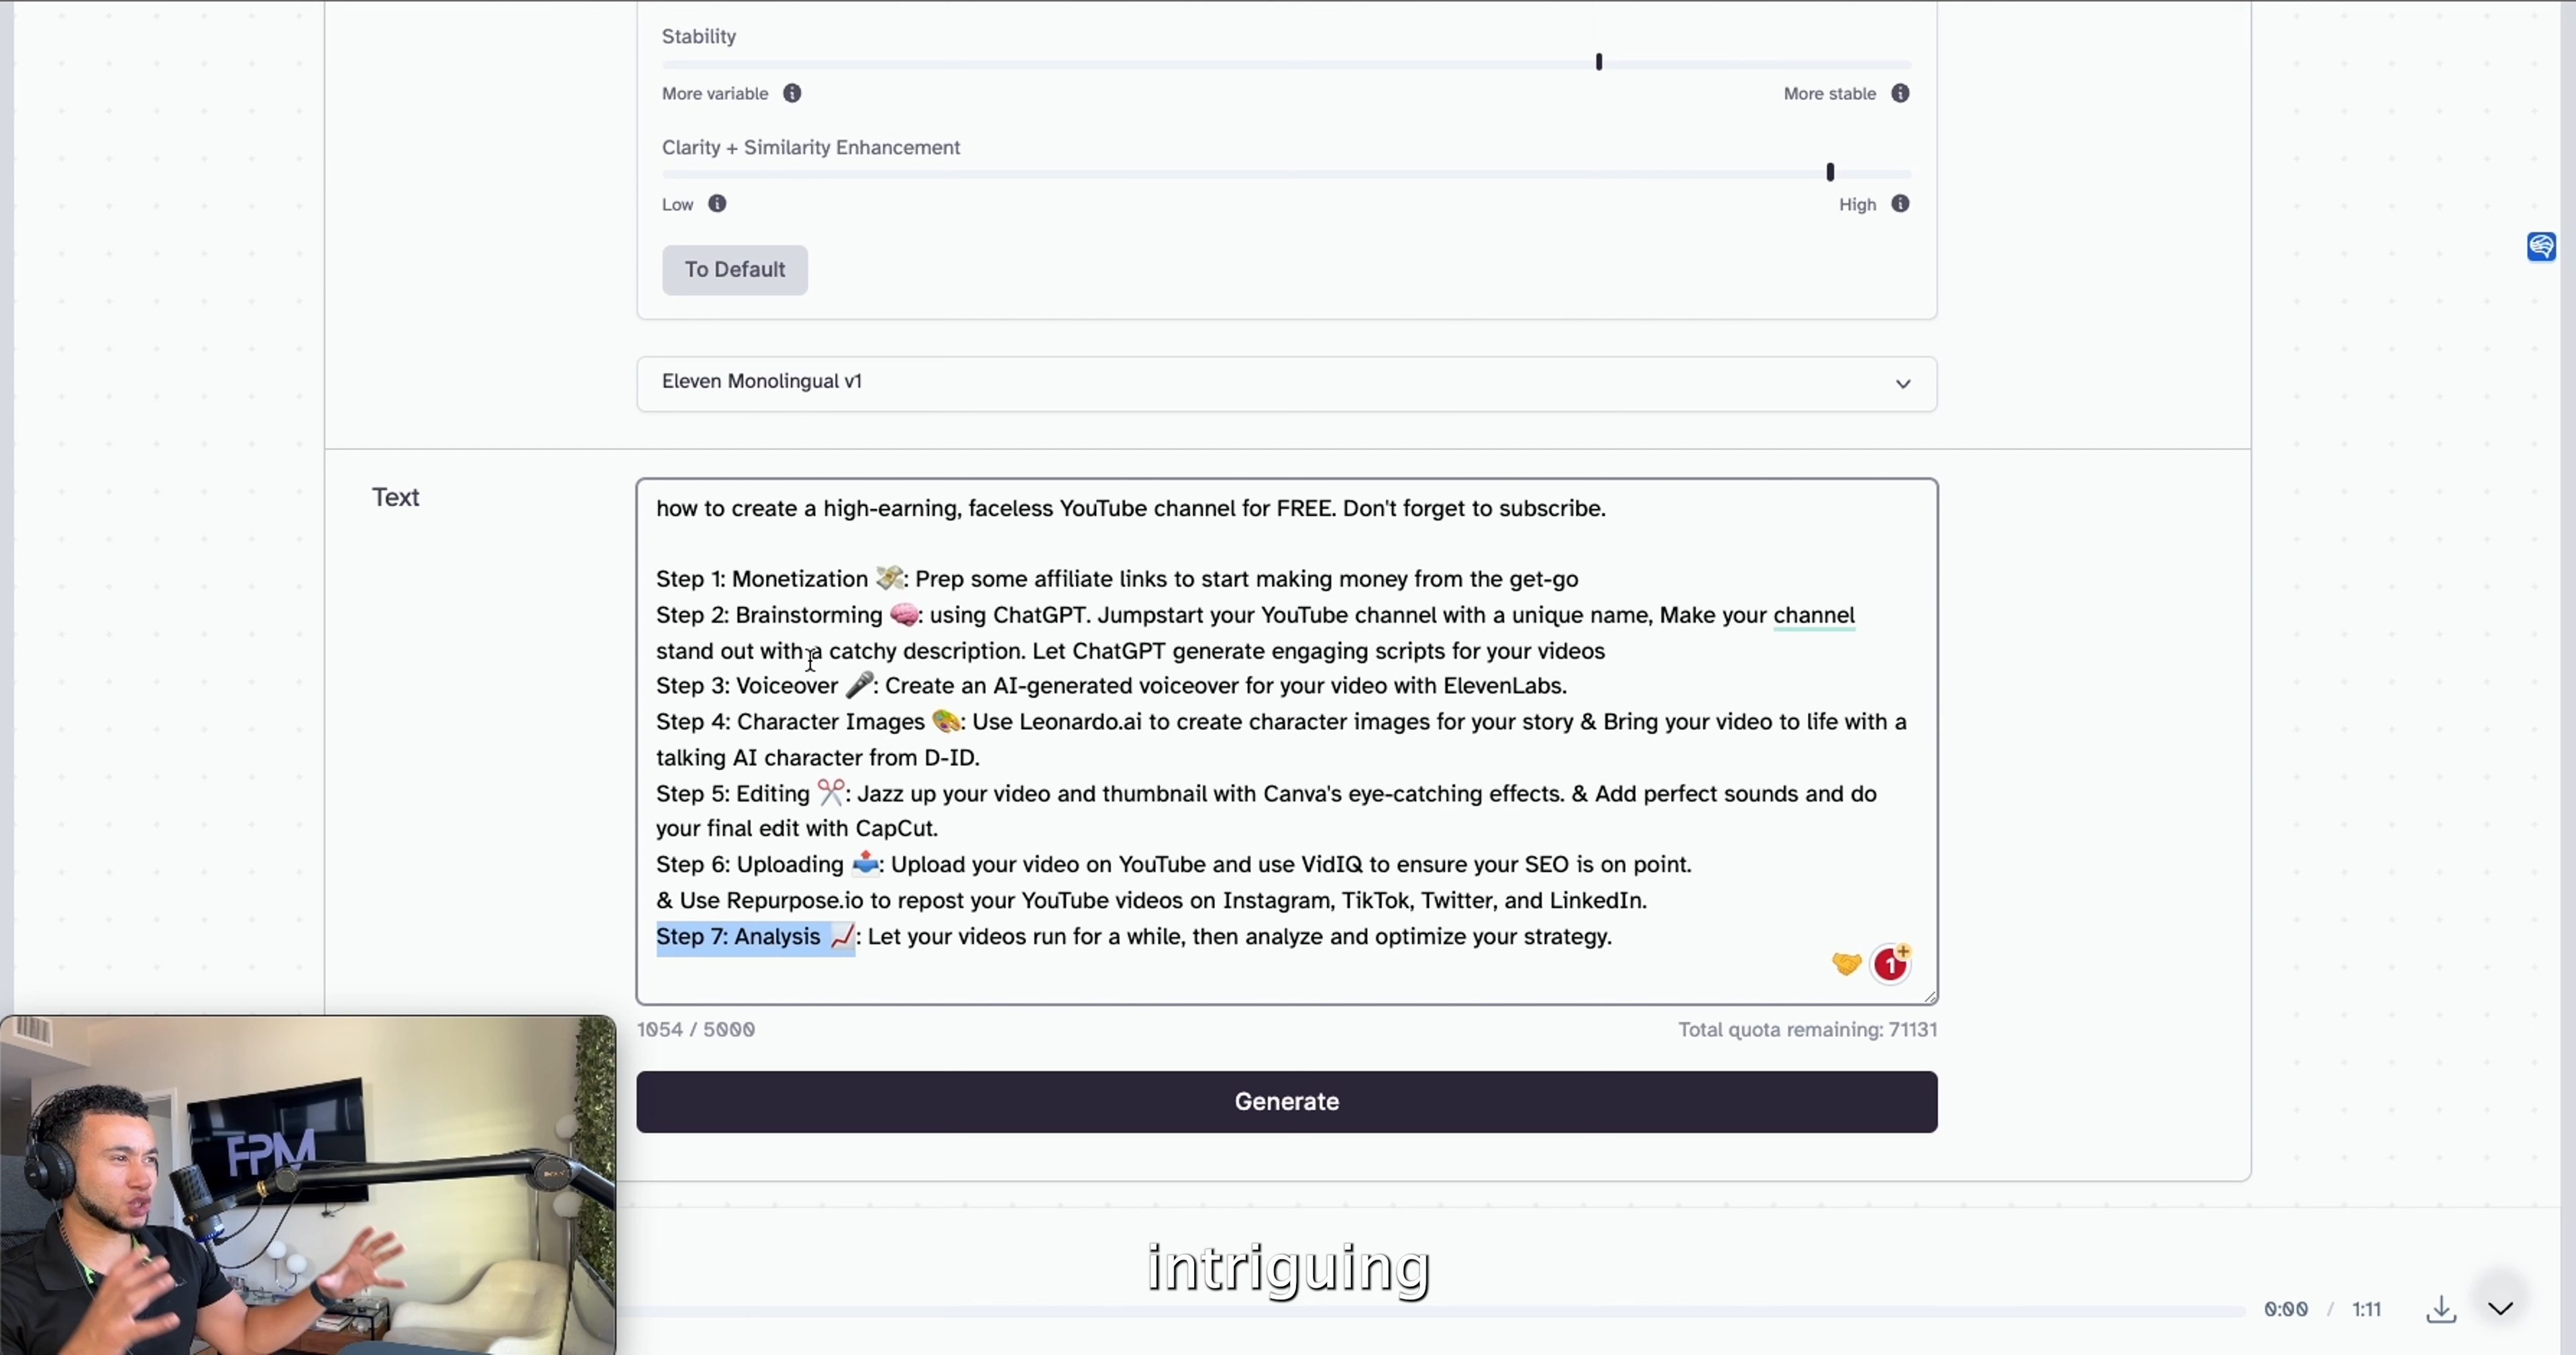 Stability
More variable
More stable
Clarity + Similarity Enhancement
Low
High
To Default
Eleven Monolingual v1
Text
how to create a high-earning, faceless YouTube channel for FREE. Don't forget to subscribe.
Step 1: Monetization 💸: Prep some affiliate links to start making money from the get-go
Step 2: Brainstorming 🧠: using ChatGPT. Jumpstart your YouTube channel with a unique name, Make your channel
stand out with a catchy description. Let ChatGPT generate engaging scripts for your videos
Step 3: Voiceover 🎤: Create an AI-generated voiceover for your video with ElevenLabs.
Step 4: Character Images 🎨: Use Leonardo.ai to create character images for your story & Bring your video to life with a
talking AI character from D-ID.
Step 5: Editing ✂️: Jazz up your video and thumbnail with Canva's eye-catching effects. & Add perfect sounds and do
your final edit with CapCut.
Step 6: Uploading 📤: Upload your video on YouTube and use VidIQ to ensure your SEO is on point.
& Use Repurpose.io to repost your YouTube videos on Instagram, TikTok, Twitter, and LinkedIn.
Step 7: Analysis 📈: Let your videos run for a while, then analyze and optimize your strategy.
1
1054 / 5000
Total quota remaining: 71131
Generate
FPM
intriguing
0:00 / 1:11